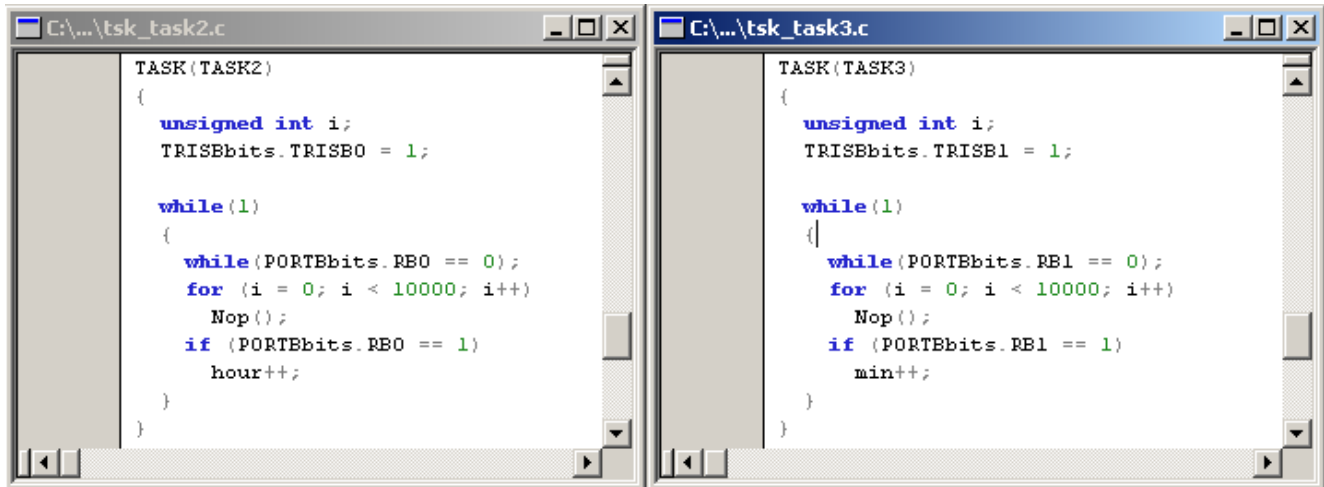 C:\...\tsk_task2.c
TASK(TASK2)
{
unsigned int i;
TRISBbits.TRISB0 = 1;
while(1)
{
while(PORTBbits.RB0 == 0);
for (i = 0; i < 10000; i++)
Nop();
if (PORTBbits.RB0 == 1)
hour++;
}
}
C:\...\tsk_task3.c
TASK(TASK3)
{
unsigned int i;
TRISBbits.TRISB1 = 1;
while(1)
{
while(PORTBbits.RB1 == 0);
for (i = 0; i < 10000; i++)
Nop();
if (PORTBbits.RB1 == 1)
min++;
}
}